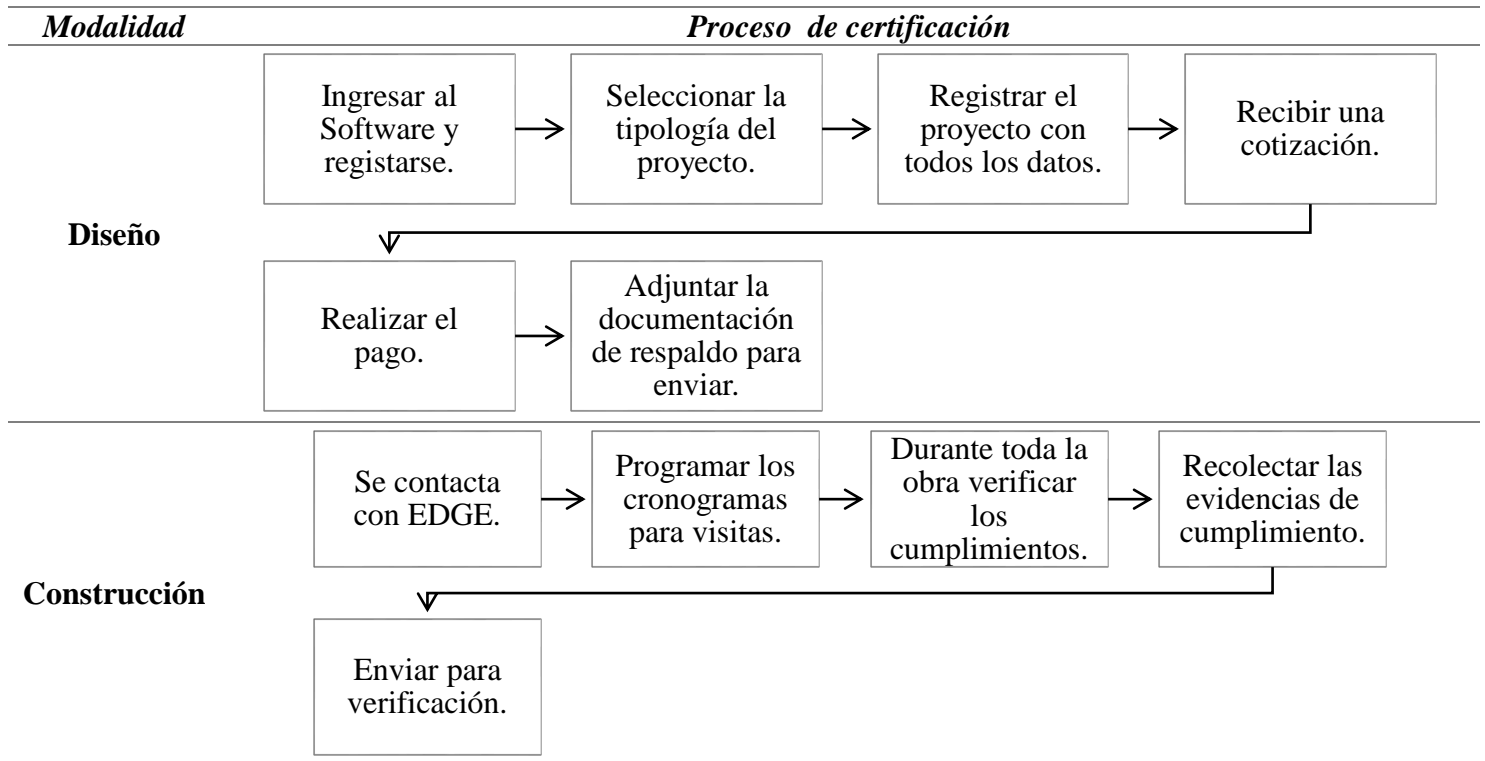 Modalidad
Proceso de certificación
Ingresar al
Software y
registarse.
Seleccionar la
tipología del
proyecto.
Registrar el
proyecto con
todos los datos.
Recibir una
cotización.
Diseño
Realizar el
pago.
Adjuntar la
documentación
de respaldo para
enviar.
Se contacta
con EDGE.
Programar los
cronogramas
para visitas.
Durante toda la
obra verificar
los
cumplimientos.
Recolectar las
evidencias de
cumplimiento.
Construcción
Enviar para
verificación.